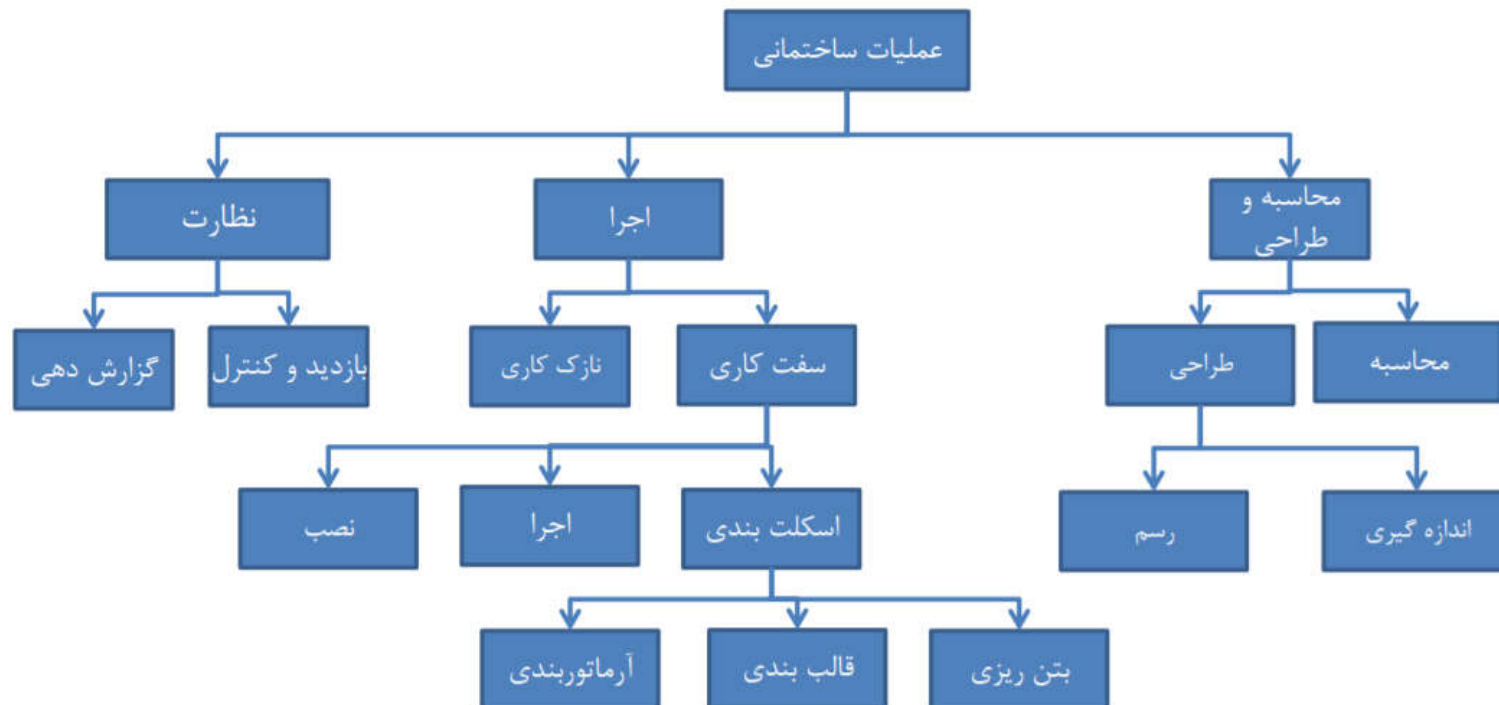 عملیات ساختمانی
محاسبه و
طراحی
اجرا
نظارت
محاسبه
طراحی
سفت کاری
نازک کاری
بازدید و کنترل
گزارش دهی
اندازه گیری
رسم
اسکلت بندی
اجرا
نصب
بتن ریزی
قالب بندی
آرماتوربندی